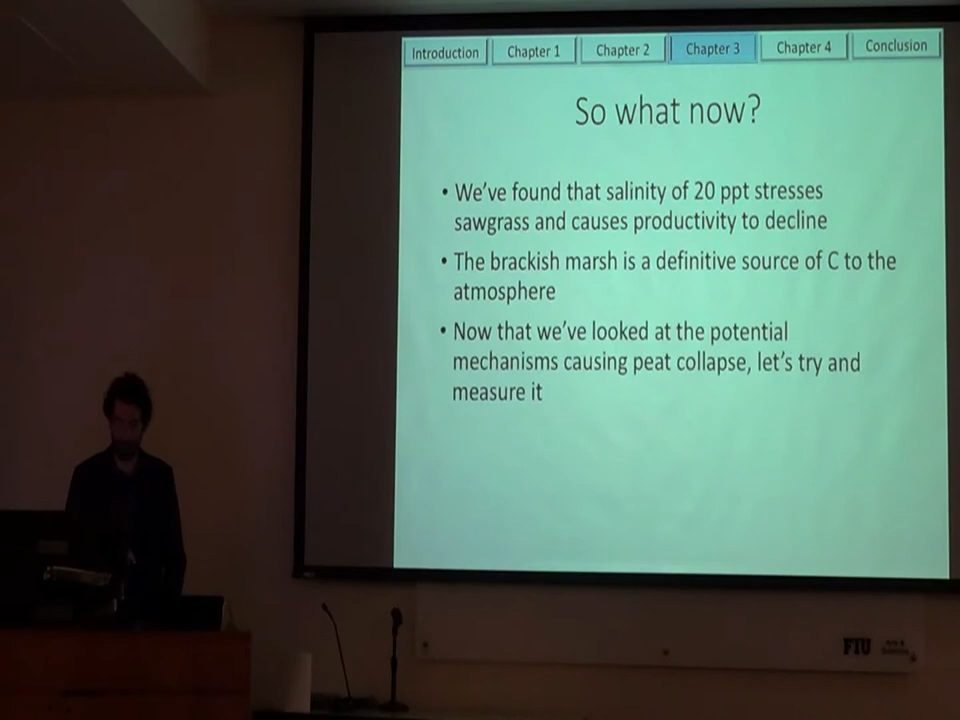 Introduction
Chapter 1
Chapter 2
Chapter 3
Chapter 4
Conclusion
So what now?
• We've found that salinity of 20 ppt stresses
sawgrass and causes productivity to decline
• The brackish marsh is a definitive source of C to the
atmosphere
• Now that we've looked at the potential
mechanisms causing peat collapse, let's try and
measure it
FIU